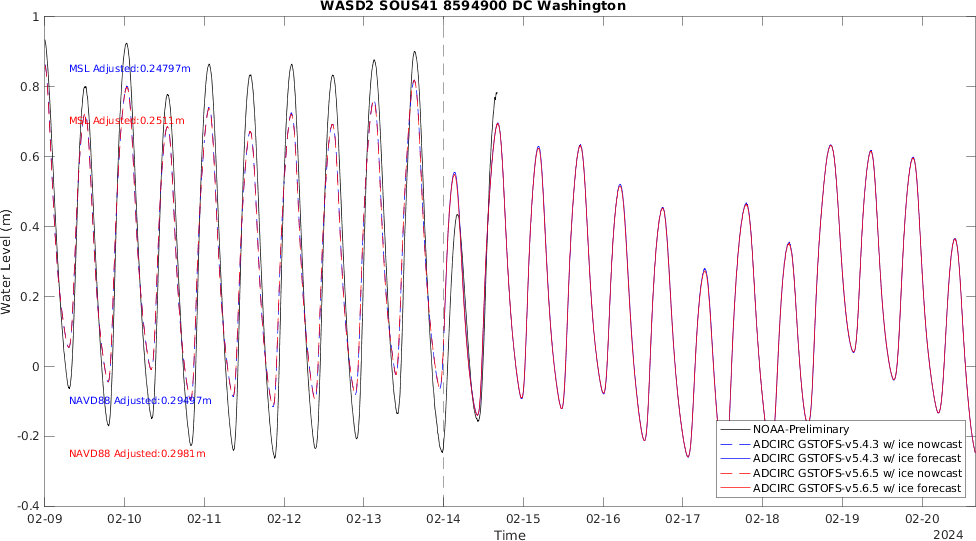 WASD2 SOUS41 8594900 DC Washington
1
0.8
0.6
0.4
0.2
0
-0.2
-0.4
Water Level (m)
MSL Adjusted:0.24797m
MSL Adjusted:0.2511m
NAVD88 Adjusted:0.29497m
NAVD88 Adjusted:0.2981m
NOAA-Preliminary
ADCIRC GSTOFS-v5.4.3 w/ ice nowcast
ADCIRC GSTOFS-v5.4.3 w/ ice forecast
ADCIRC GSTOFS-v5.6.5 w/ ice nowcast
ADCIRC GSTOFS-v5.6.5 w/ ice forecast
02-09 02-10 02-11 02-12 02-13 02-14 02-15 02-16 02-17 02-18 02-19 02-20
Time
2024